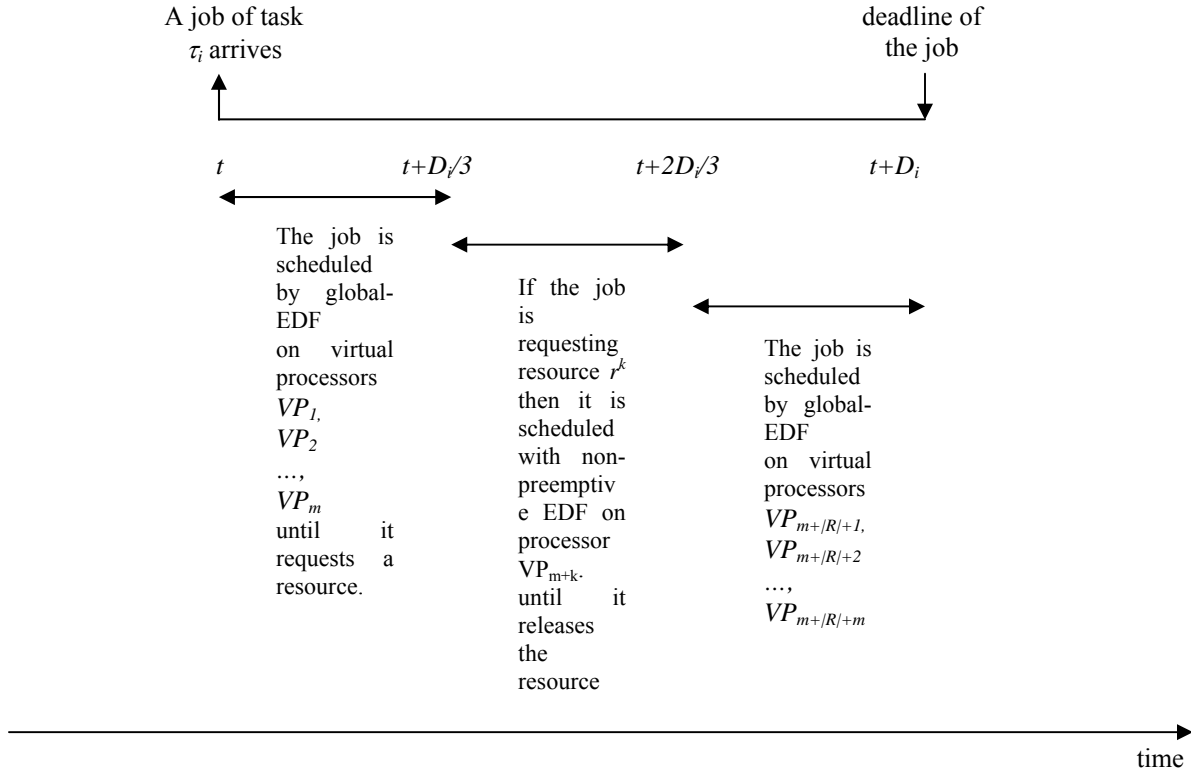 A job of task
τi arrives
deadline of
the job
t
t+Di/3
t+2Di/3
t+Di
The job is
scheduled
by global-
EDF
on virtual
processors
VP1,
VP2
...,
VPm
until it
requests a
resource.
If the job
is
requesting
resource r^k
then it is
scheduled
with non-
preemptiv
e EDF on
processor
VPm+k.
until it
releases
the
resource
The job is
scheduled
by global-
EDF
on virtual
processors
VPm+|R|+1,
VPm+|R|+2
...,
VPm+|R|+m
time